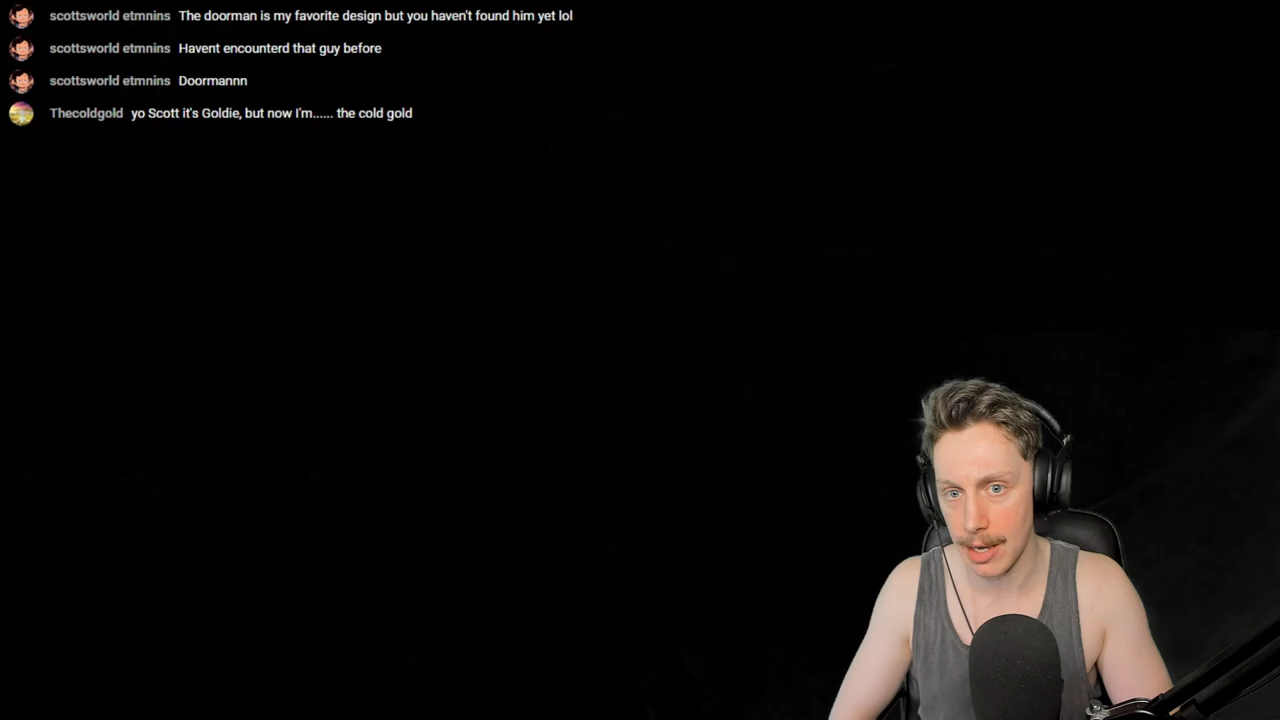 scottsworld etmnins The doorman is my favorite design but you haven't found him yet lol
scottsworld etmnins Havent encounterd that guy before
scottsworld etmnins Doormannn
Thecoldgold yo Scott it's Goldie, but now I'm...... the cold gold